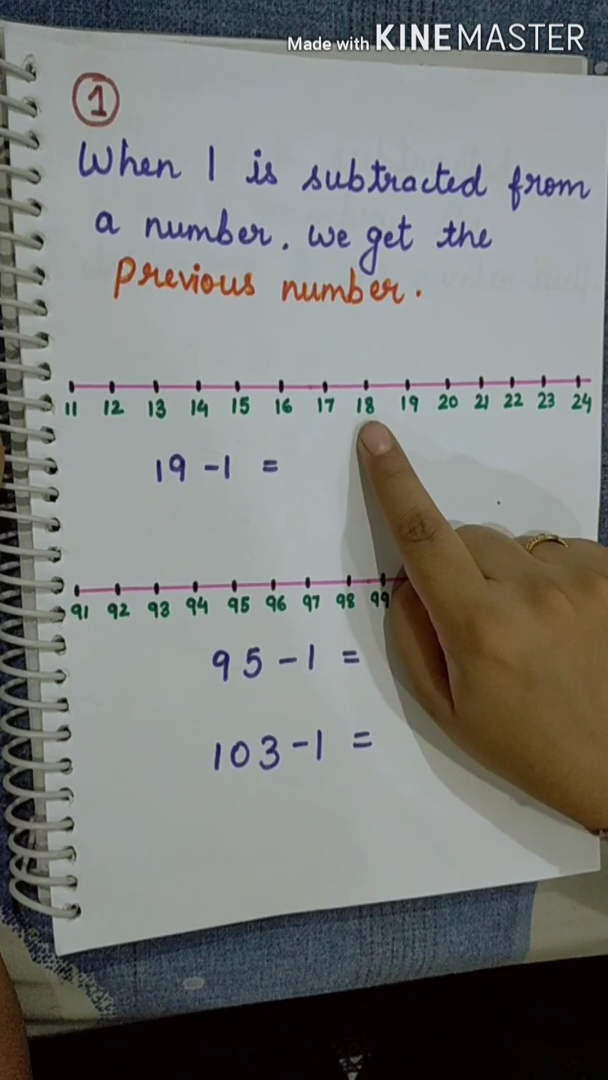 Made with KINEMASTER
1
When 1 is subtracted from
a number. we get the
Previous number.
11 12 13 14 15 16 17 18 19 20 21 22 23 24
19 - 1 =
91 92 93 94 95 96 97 98 99
95 - 1 =
103 - 1 =